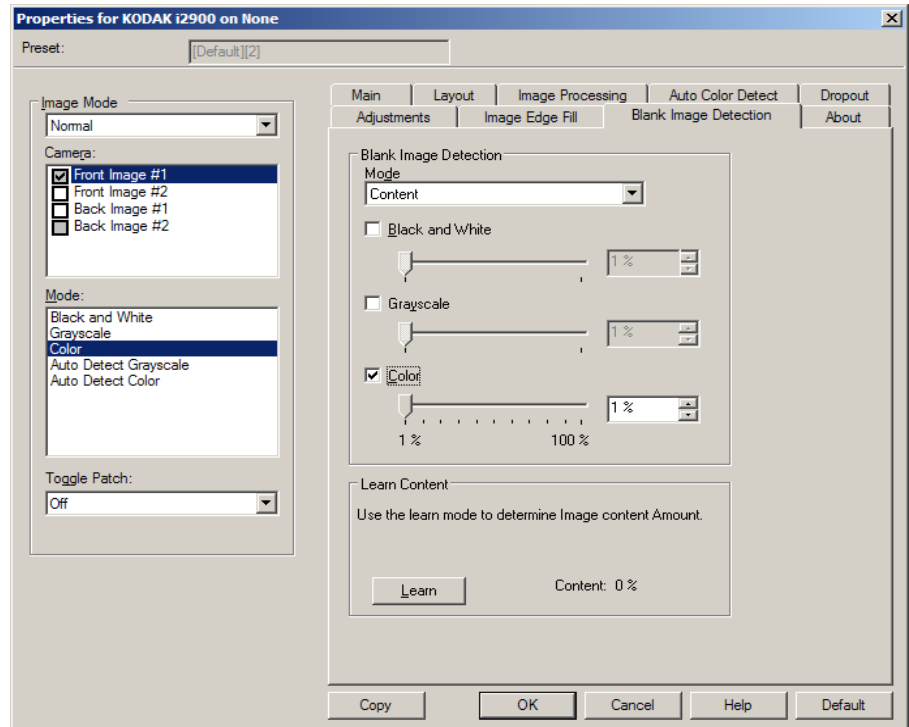 Properties for KODAK i2900 on None
Preset:
[Default][2]
Image Mode
Normal
Camera:
Front Image #1
Front Image #2
Back Image #1
Back Image #2
Mode:
Black and White
Grayscale
Color
Auto Detect Grayscale
Auto Detect Color
Toggle Patch:
Off
Main Layout Image Processing Auto Color Detect Dropout
Adjustments Image Edge Fill Blank Image Detection About
Blank Image Detection
Mode
Content
Black and White
1 %
Grayscale
1 %
Color
1 %
1 % 100 %
Learn Content
Use the learn mode to determine Image content Amount.
Learn Content: 0 %
Copy OK Cancel Help Default